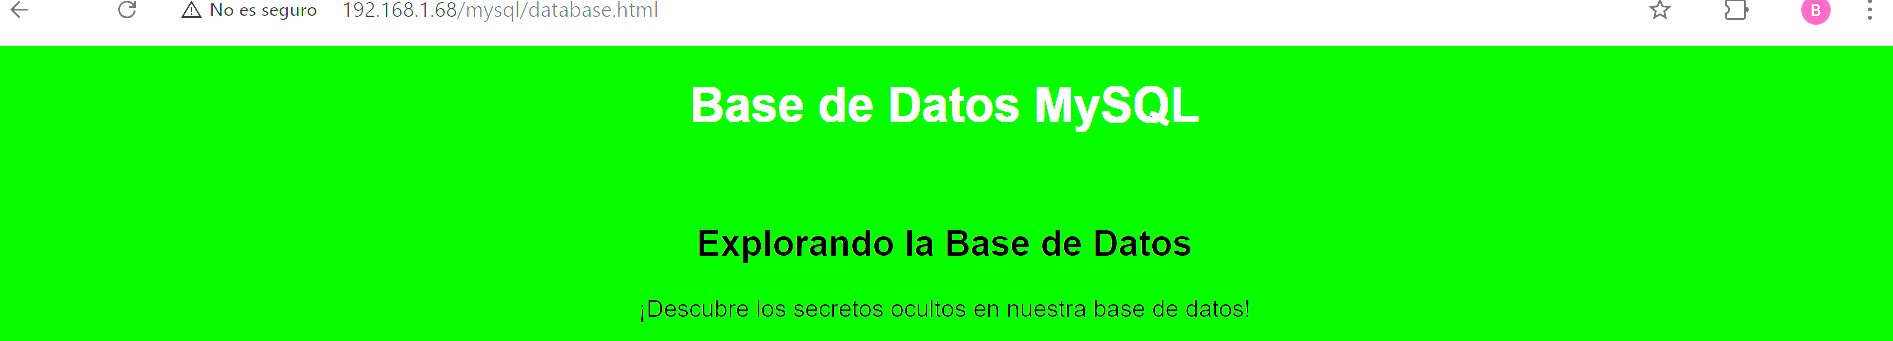 No es seguro 192.168.1.68/mysql/database.html
B
Base de Datos MySQL
Explorando la Base de Datos
¡Descubre los secretos ocultos en nuestra base de datos!